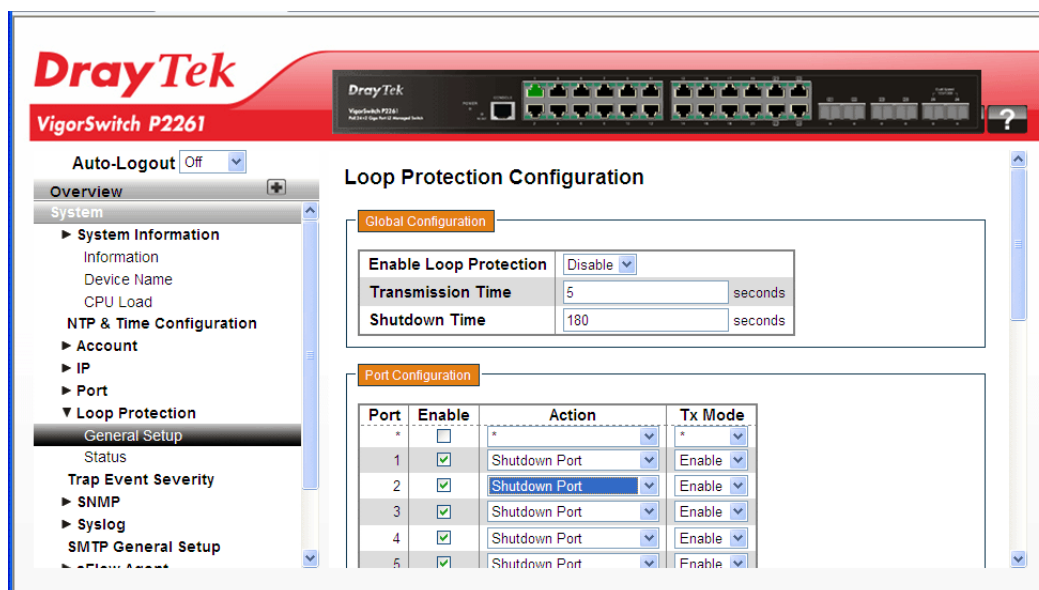 DrayTek
VigorSwitch P2261
DrayTek
VigorSwitch P2261
?
Auto-Logout Off
Overview
System
System Information
Information
Device Name
CPU Load
NTP & Time Configuration
Account
IP
Port
Loop Protection
General Setup
Status
Trap Event Severity
SNMP
Syslog
SMTP General Setup
Loop Protection Configuration
Global Configuration
Enable Loop Protection Disable
Transmission Time 5 seconds
Shutdown Time 180 seconds
Port Configuration
Port Enable Action Tx Mode
* * *
1 Shutdown Port Enable
2 Shutdown Port Enable
3 Shutdown Port Enable
4 Shutdown Port Enable
5 Shutdown Port Enable